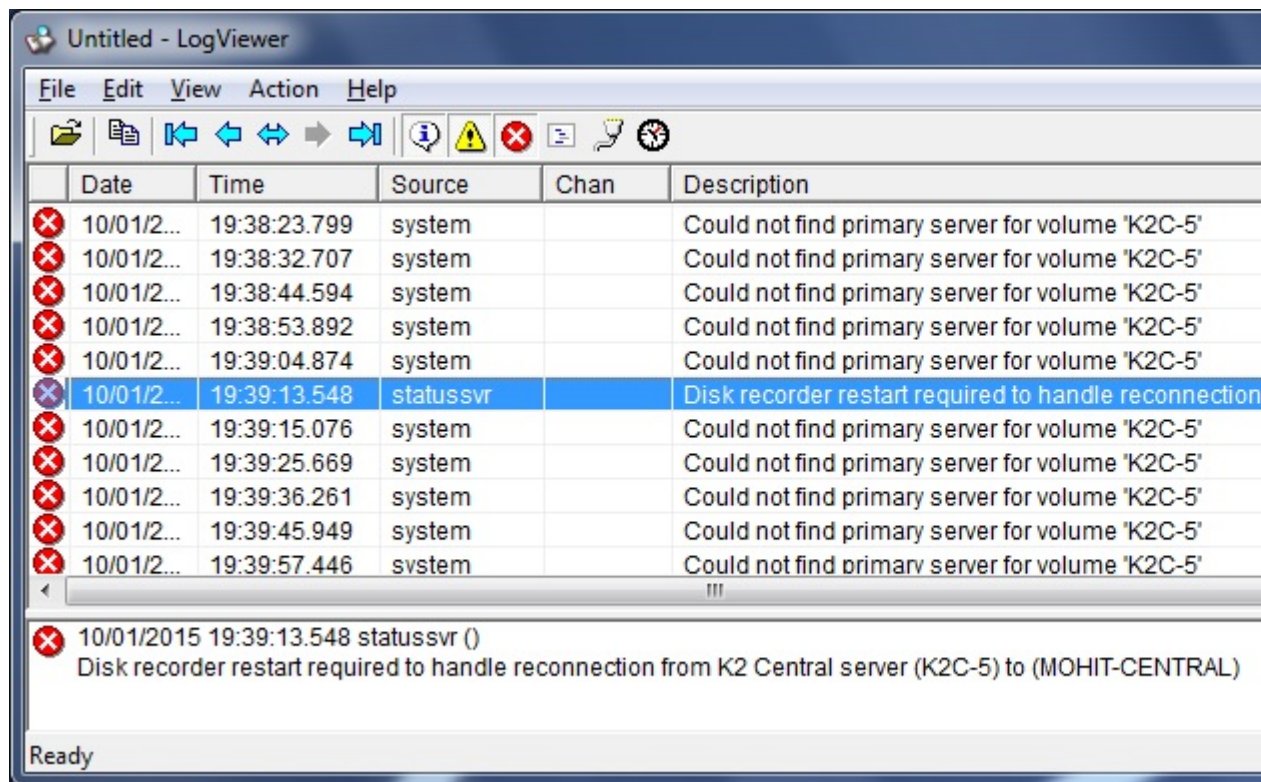 Untitled - LogViewer
File Edit View Action Help
Date Time Source Chan Description
10/01/2... 19:38:23.799 system Could not find primary server for volume 'K2C-5'
10/01/2... 19:38:32.707 system Could not find primary server for volume 'K2C-5'
10/01/2... 19:38:44.594 system Could not find primary server for volume 'K2C-5'
10/01/2... 19:38:53.892 system Could not find primary server for volume 'K2C-5'
10/01/2... 19:39:04.874 system Could not find primary server for volume 'K2C-5'
10/01/2... 19:39:13.548 statussvr Disk recorder restart required to handle reconnection
10/01/2... 19:39:15.076 system Could not find primary server for volume 'K2C-5'
10/01/2... 19:39:25.669 system Could not find primary server for volume 'K2C-5'
10/01/2... 19:39:36.261 system Could not find primary server for volume 'K2C-5'
10/01/2... 19:39:45.949 system Could not find primary server for volume 'K2C-5'
10/01/2... 19:39:57.446 system Could not find primary server for volume 'K2C-5'
10/01/2015 19:39:13.548 statussvr ()
Disk recorder restart required to handle reconnection from K2 Central server (K2C-5) to (MOHIT-CENTRAL)
Ready